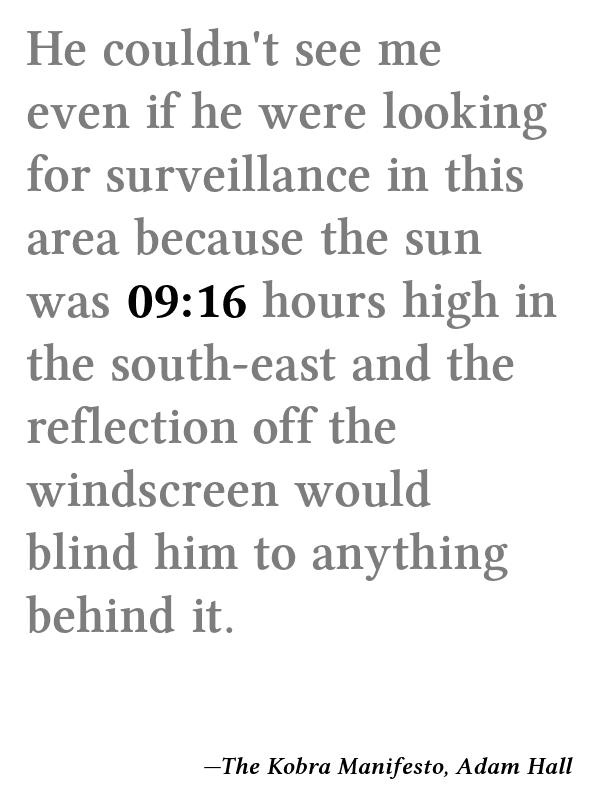 He couldn't see me
even if he were looking
for surveillance in this
area because the sun
was 09:16 hours high in
the south-east and the
reflection off the
windscreen would
blind him to anything
behind it.
—The Kobra Manifesto, Adam Hall